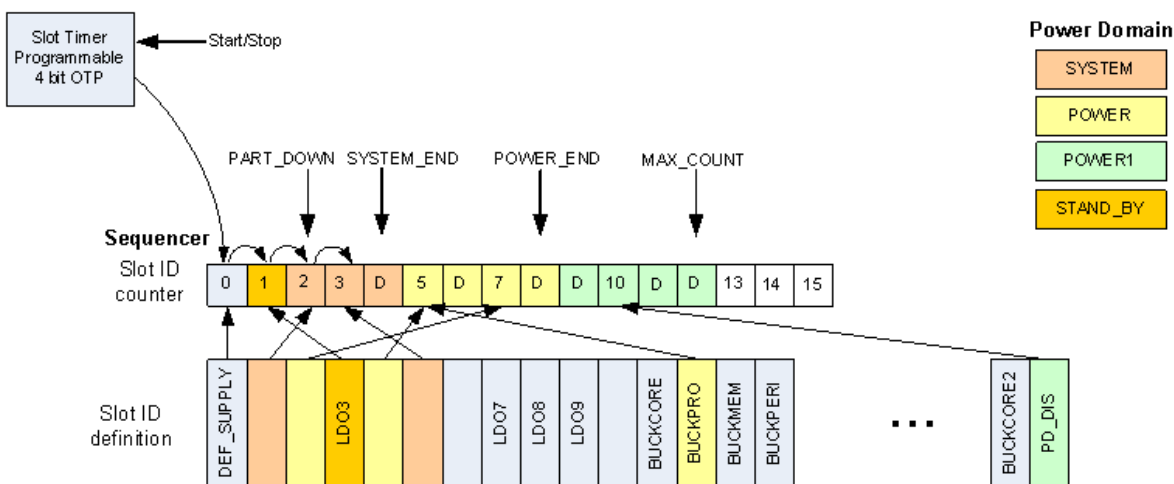 Slot Timer
Programmable
4 bit OTP
Start/Stop
Power Domain
SYSTEM
POWER
POWER1
STAND_BY
PART_DOWN SYSTEM_END POWER_END MAX_COUNT
Sequencer
Slot ID
counter
0 1 2 3 D 5 D 7 D D 10 D D 13 14 15
Slot ID
definition
DEF_SUPPLY
LDO3
LDO7
LDO8
LDO9
BUCKCORE
BUCKPRO
BUCKMEM
BUCKPERI
...
BUCKCORE2
PD_DIS